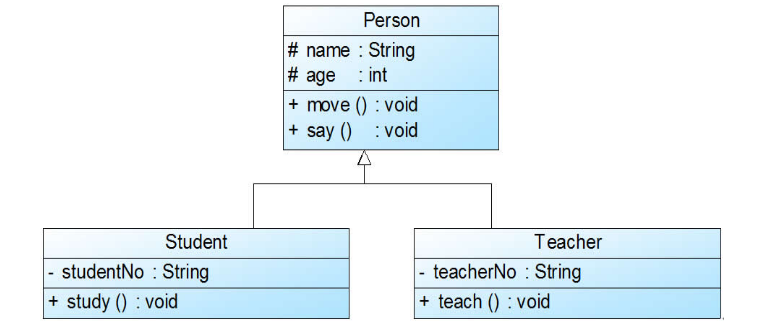 Person
# name : String
# age : int
+ move () : void
+ say () : void
Student
- studentNo : String
+ study () : void
Teacher
- teacherNo : String
+ teach () : void